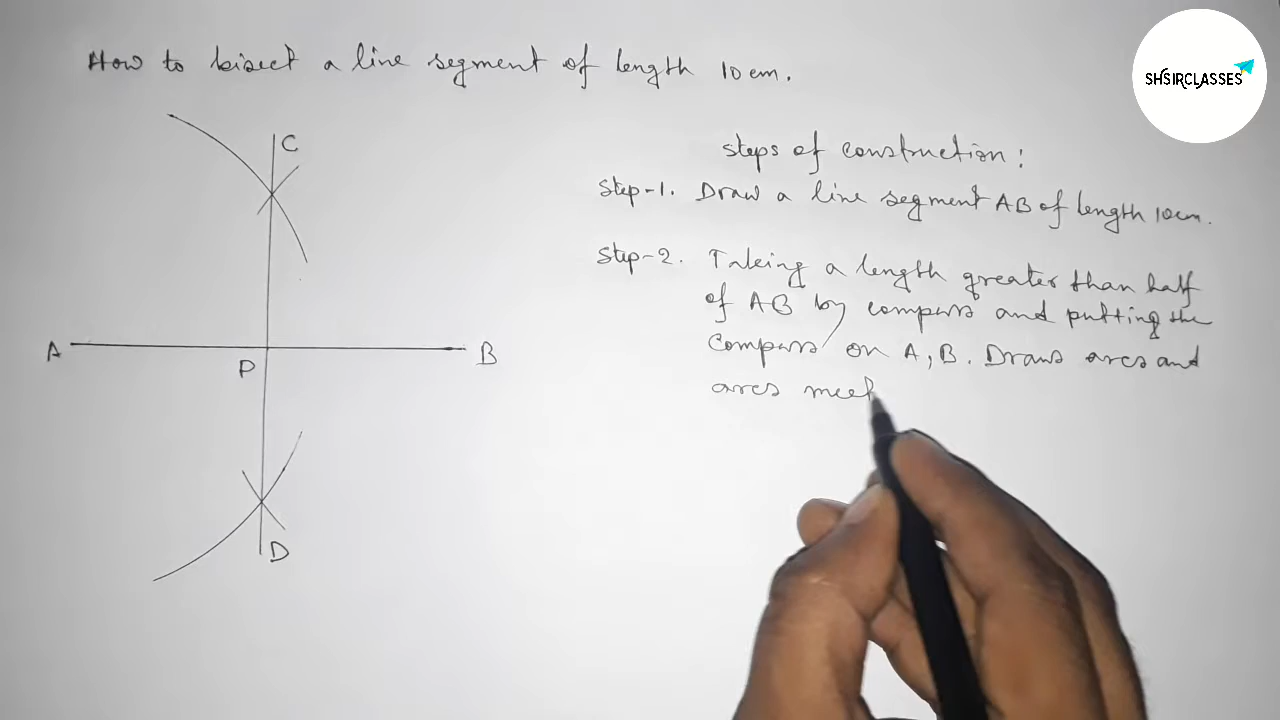 How to bisect a line segment of length 10 cm.
SHSIRCLASSES
C
A
P
B
D
Steps of construction:
Step-1. Draw a line segment AB of length 10cm.
Step-2. Taking a length greater than half
of AB by compass and putting the
compass on A, B. Draws arcs and
arcs meet